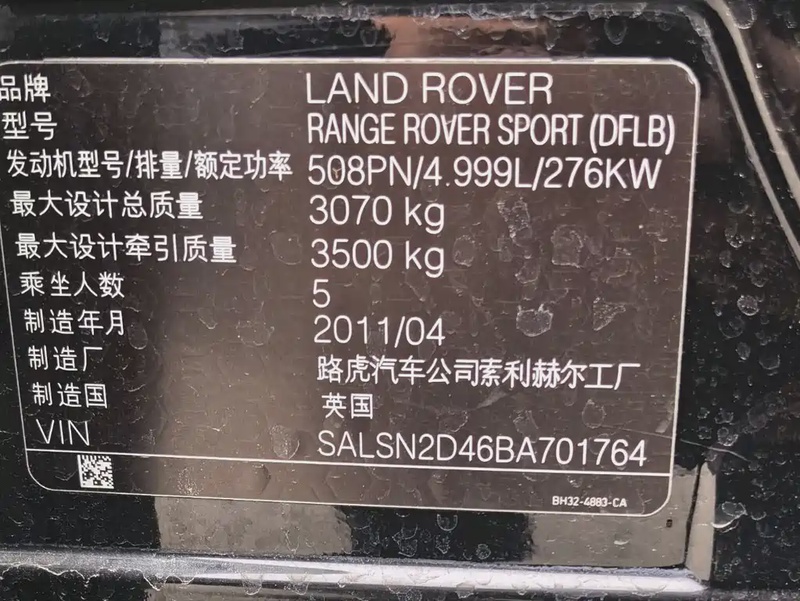 品牌 LAND ROVER
型号 RANGE ROVER SPORT (DFLB)
发动机型号/排量/额定功率 508PN/4.999L/276KW
最大设计总质量 3070 kg
最大设计牵引质量 3500 kg
乘坐人数 5
制造年月 2011/04
制造厂 路虎汽车公司索利赫尔工厂
制造国 英国
VIN SALSN2D46BA701764
BH32-4883-CA